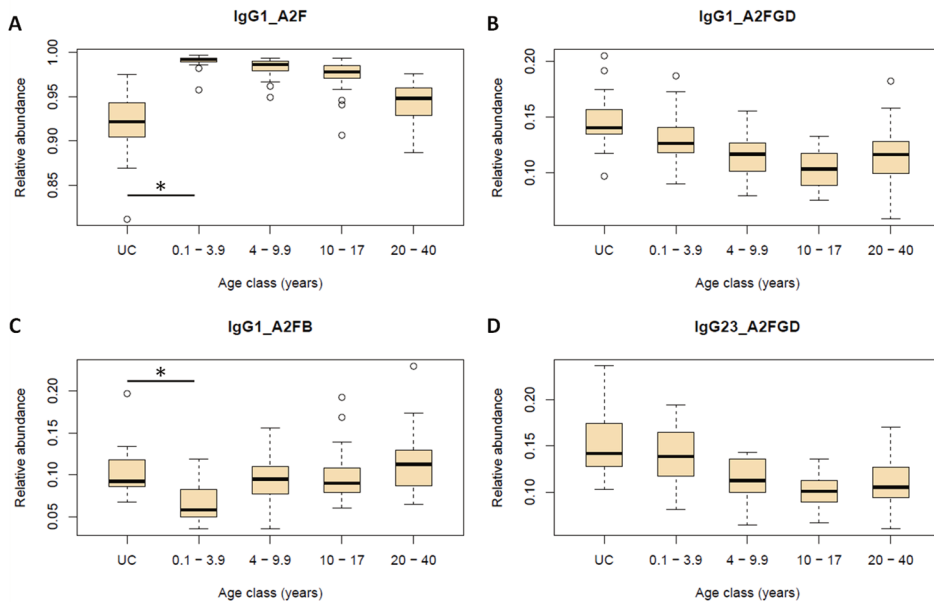 A
IgG1_A2F
Relative abundance
1.00
0.95
0.90
0.85
*
UC
0.1 – 3.9
4 – 9.9
10 – 17
20 – 40
Age class (years)
B
IgG1_A2FGD
Relative abundance
0.20
0.15
0.10
UC
0.1 – 3.9
4 – 9.9
10 – 17
20 – 40
Age class (years)
C
IgG1_A2FB
Relative abundance
0.20
0.15
0.10
0.05
*
UC
0.1 – 3.9
4 – 9.9
10 – 17
20 – 40
Age class (years)
D
IgG23_A2FGD
Relative abundance
0.20
0.15
0.10
UC
0.1 – 3.9
4 – 9.9
10 – 17
20 – 40
Age class (years)